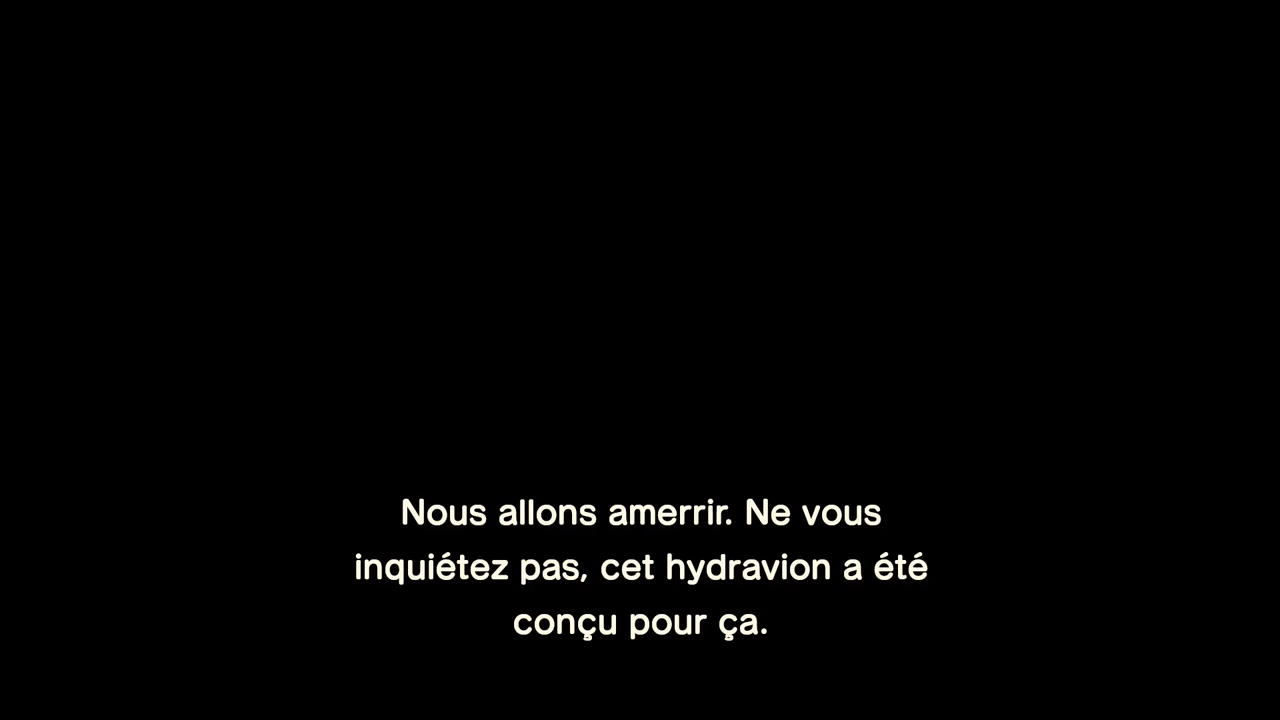 Nous allons amerrir. Ne vous
inquiétez pas, cet hydravion a été
conçu pour ça.